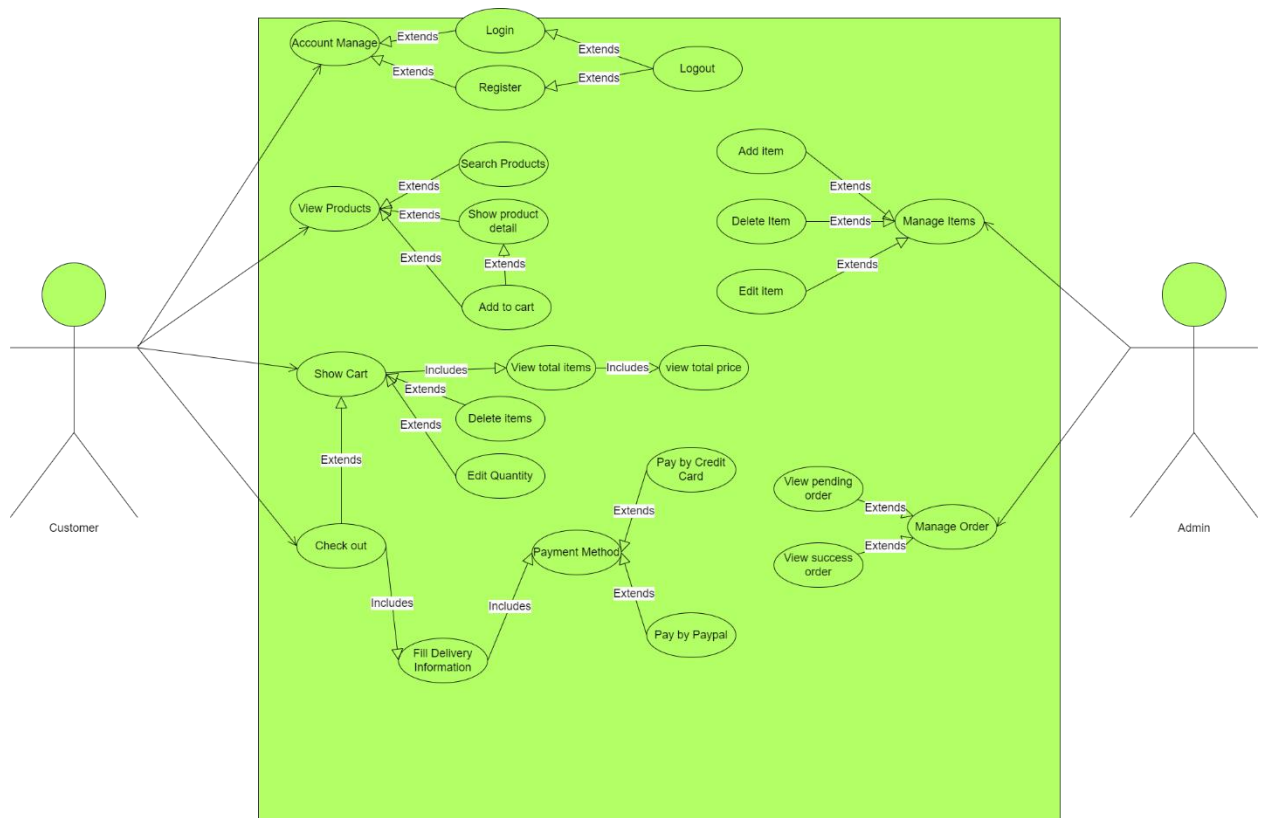 Account Manage
Extends
Login
Extends
Register
Extends
Extends
Logout
View Products
Extends
Search Products
Extends
Show product
detail
Extends
Extends
Add to cart
Add item
Extends
Delete Item
Extends
Manage Items
Edit item
Extends
Show Cart
Includes
View total items
Includes
view total price
Extends
Delete items
Extends
Edit Quantity
Extends
Check out
Includes
Fill Delivery
Information
Includes
Payment Method
Pay by Credit
Card
Extends
Extends
Pay by Paypal
View pending
order
Extends
Manage Order
View success
order
Extends
Customer
Admin